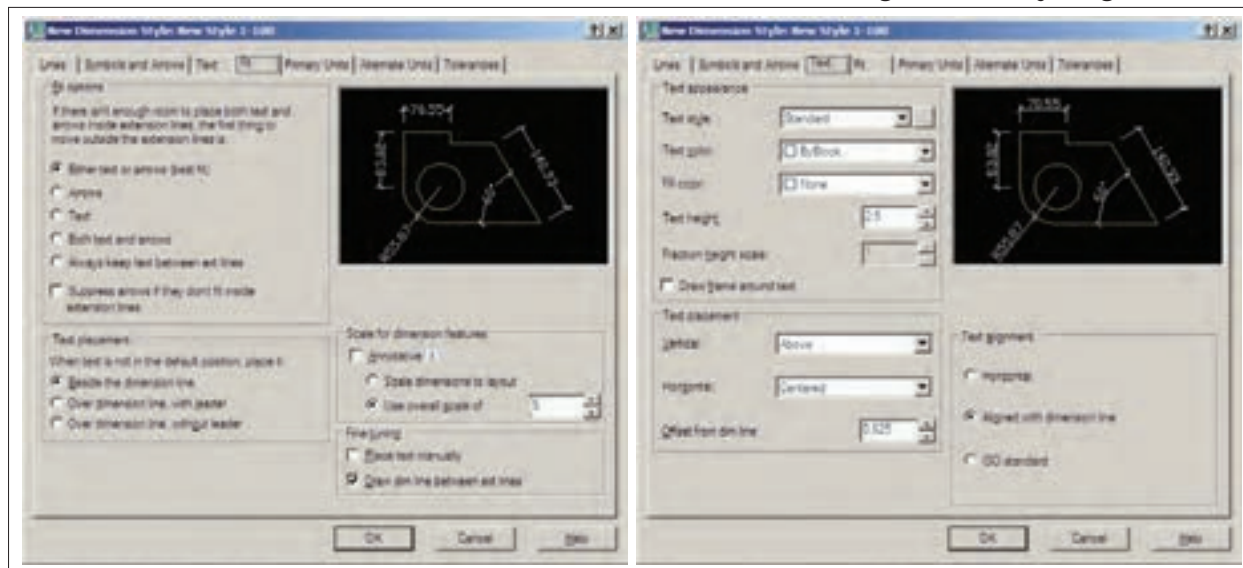 New Dimension Style: New Style 1-100
Lines
Symbols and Arrows
Text
Fit
Primary Units
Alternate Units
Tolerances
Fit options
If there isn't enough room to place both text and
arrows inside extension lines, the first thing to
move outside the extension lines is:
Either text or arrows (best fit)
Arrows
Text
Both text and arrows
Always keep text between ext lines
Suppress arrows if they don't fit inside
extension lines
Text placement
When text is not in the default position, place it:
Beside the dimension line
Over dimension line, with leader
Over dimension line, without leader
Scale for dimension features
Annotative
Scale dimensions to layout
Use overall scale of
Fine tuning
Place text manually
Draw dim line between ext lines
OK
Cancel
Help
New Dimension Style: New Style 1-100
Lines
Symbols and Arrows
Text
Fit
Primary Units
Alternate Units
Tolerances
Text appearance
Text style
Standard
Text color
ByBlock
Fill color
None
Text height
2.5
Fraction height scale
Draw frame around text
Text placement
Vertical
Above
Horizontal
Centered
Offset from dim line
0.625
Text alignment
Horizontal
Aligned with dimension line
ISO standard
OK
Cancel
Help